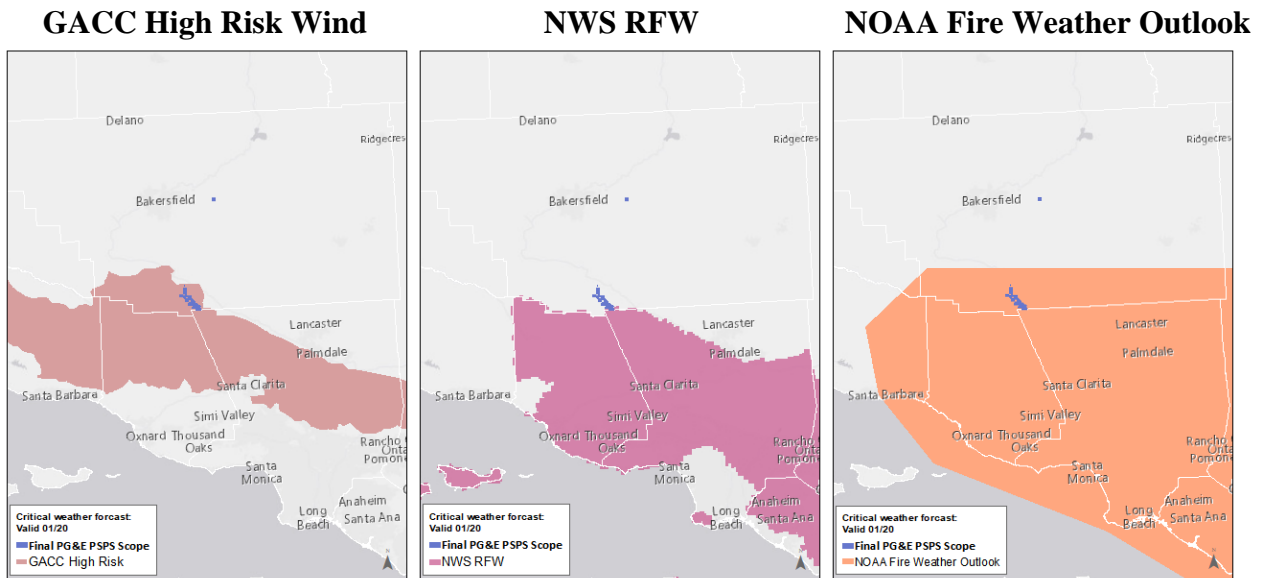 GACC High Risk Wind
Delano
Ridgecres
Bakersfield
Lancaster
Palmdale
Santa Clarita
Santa Barbara
Simi Valley
Oxnard Thousand
Oaks
Rancho
Onta
Pomon
Santa
Monica
Long
Beach
Anaheim
Santa Ana
Critical weather forcast:
Valid 01/20
Final PG&E PSPS Scope
GACC High Risk
N
NWS RFW
Delano
Ridgecres
Bakersfield
Lancaster
Palmdale
Santa Clarita
Santa Barbara
Simi Valley
Oxnard Thousand
Oaks
Rancho
Onta
Pomon
Santa
Monica
Long
Beach
Anaheim
Santa Ana
Critical weather forcast:
Valid 01/20
Final PG&E PSPS Scope
NWS RFW
N
NOAA Fire Weather Outlook
Delano
Ridgecres
Bakersfield
Lancaster
Palmdale
Santa Clarita
Santa Barbara
Simi Valley
Oxnard Thousand
Oaks
Rancho
Onta
Pomon
Santa
Monica
Long
Beach
Anaheim
Santa Ana
Critical weather forcast:
Valid 01/20
Final PG&E PSPS Scope
NOAA Fire Weather Outlook
N